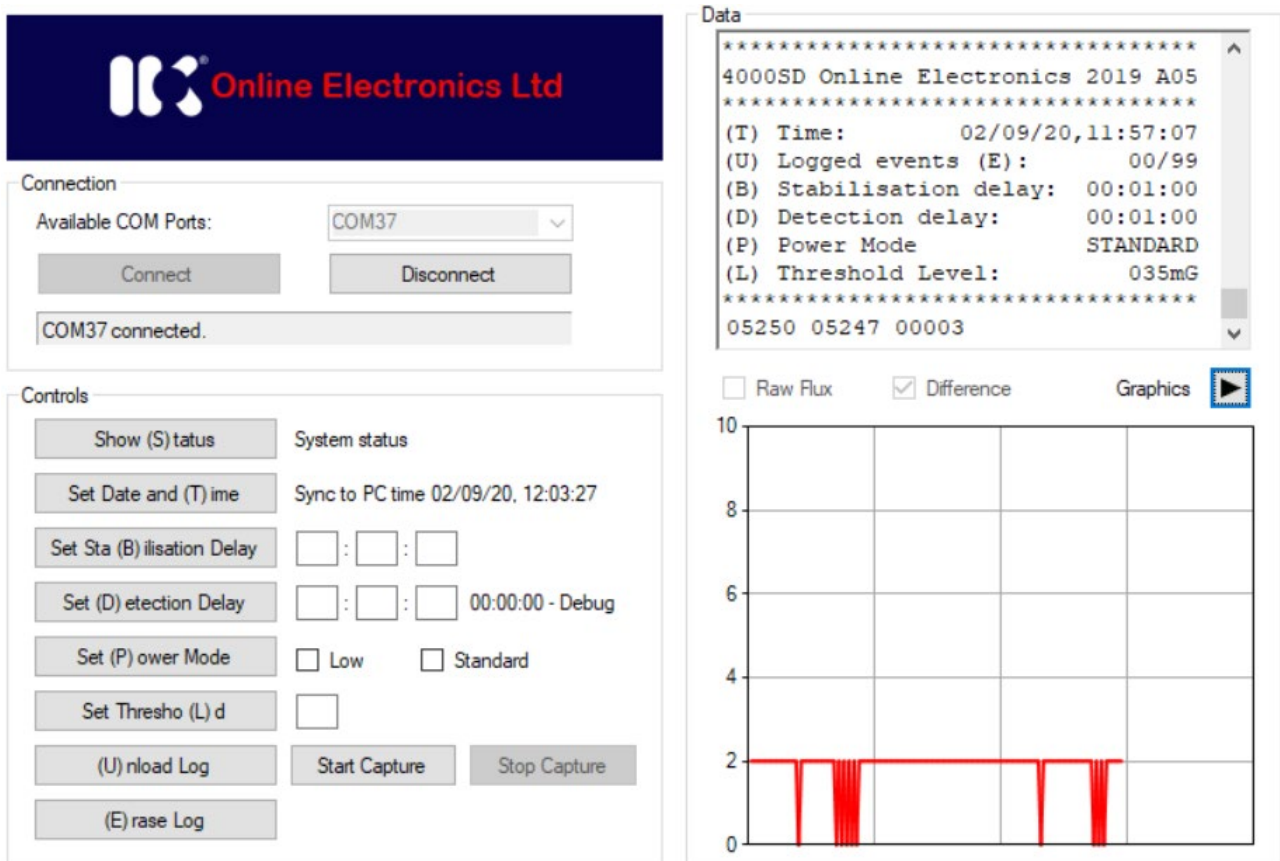 Online Electronics Ltd
Connection
Available COM Ports: COM37
Connect Disconnect
COM37 connected.
Controls
Show (S) tatus System status
Set Date and (T) ime Sync to PC time 02/09/20, 12:03:27
Set Sta (B) ilisation Delay : :
Set (D) etection Delay : : 00:00:00 - Debug
Set (P) ower Mode Low Standard
Set Thresho (L) d
(U) nload Log Start Capture Stop Capture
(E) rase Log
Data
**********************************
4000SD Online Electronics 2019 A05
**********************************
(T) Time: 02/09/20,11:57:07
(U) Logged events (E): 00/99
(B) Stabilisation delay: 00:01:00
(D) Detection delay: 00:01:00
(P) Power Mode STANDARD
(L) Threshold Level: 035mG
**********************************
05250 05247 00003
Raw Flux Difference Graphics
10
8
6
4
2
0